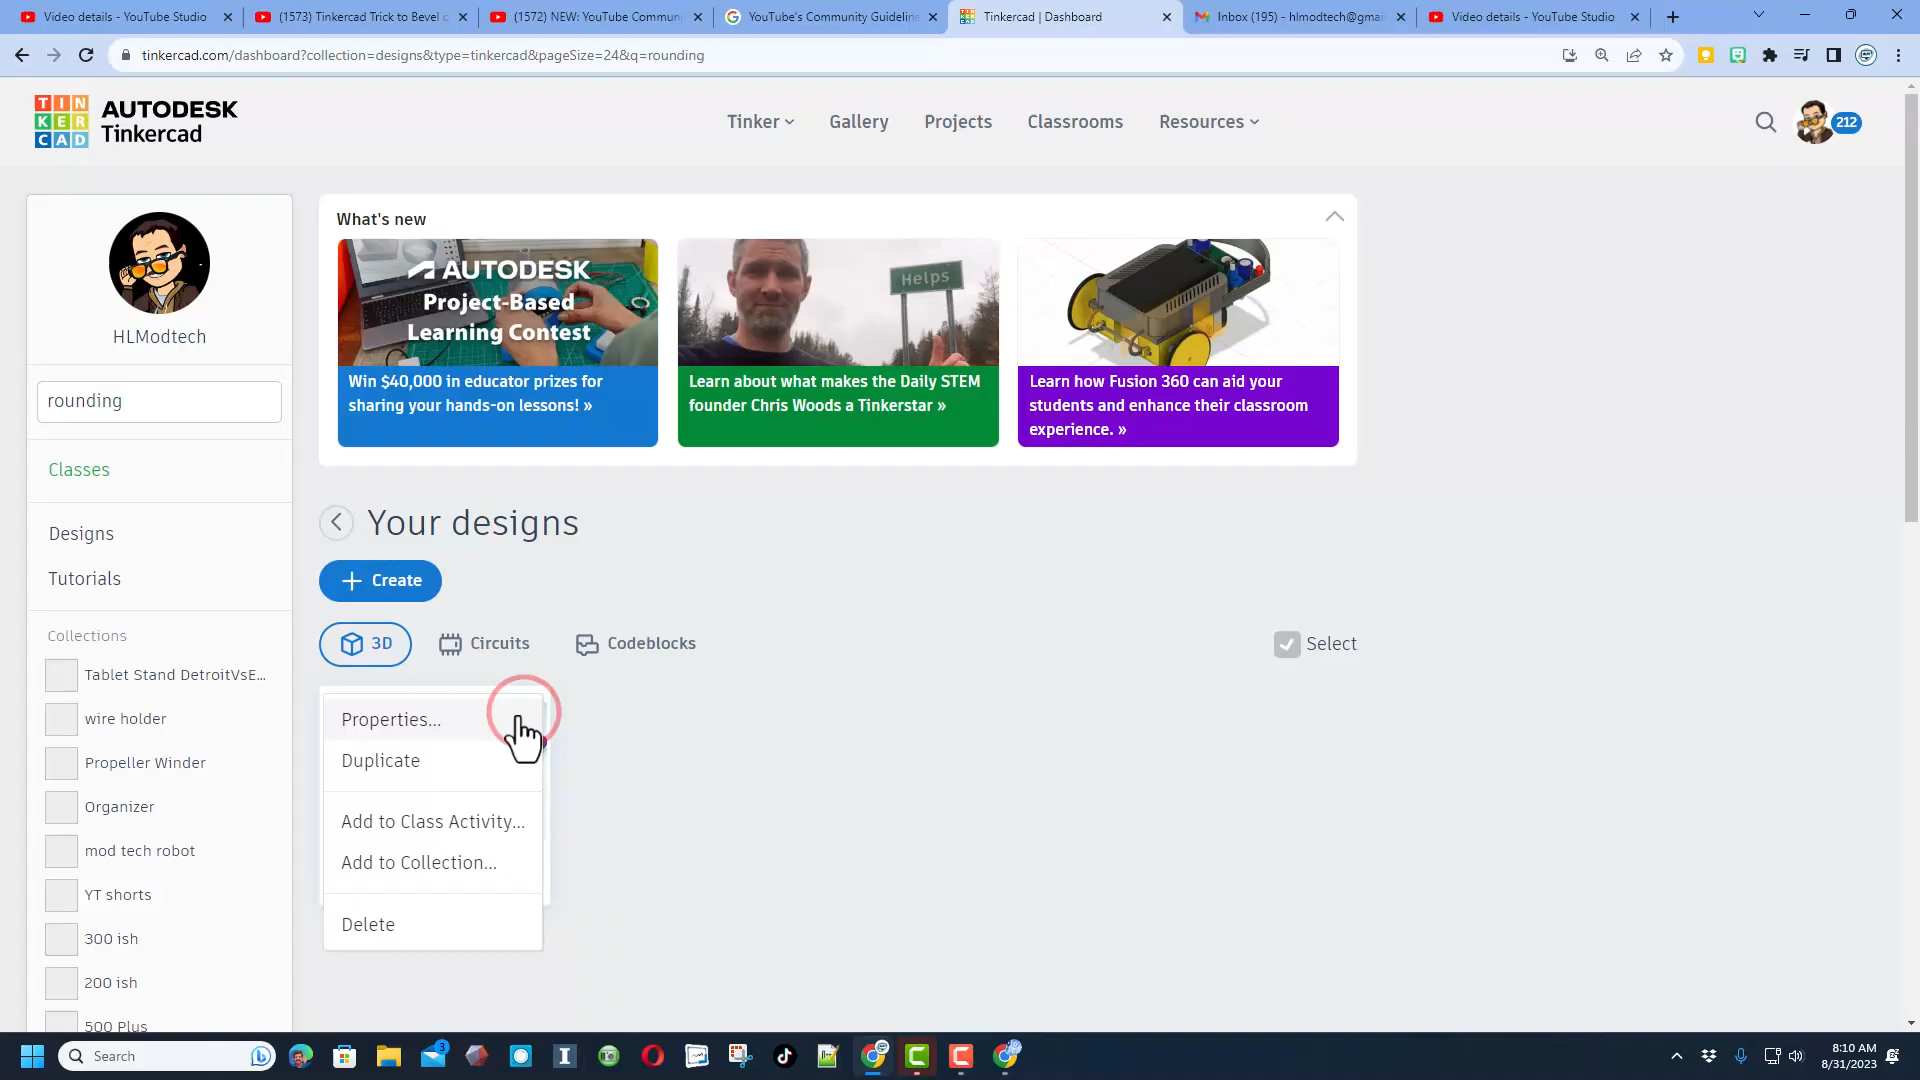 Video details - YouTube Studio
(1573) Tinkercad Trick to Bevel c
(1572) NEW: YouTube Commun
YouTube's Community Guideline
Tinkercad | Dashboard
Inbox (195) - hlmodtech@gmai
Video details - YouTube Studio
tinkercad.com/dashboard?collection=designs&type=tinkercad&pageSize=24&q=rounding
TIN
KER
CAD
AUTODESK
Tinkercad
Tinker
Gallery
Projects
Classrooms
Resources
212
HLModtech
rounding
Classes
Designs
Tutorials
Collections
Tablet Stand DetroitVsE...
wire holder
Propeller Winder
Organizer
mod tech robot
YT shorts
300 ish
200 ish
500 Plus
What's new
AUTODESK
Project-Based
Learning Contest
Win $40,000 in educator prizes for
sharing your hands-on lessons! »
Helps
Learn about what makes the Daily STEM
founder Chris Woods a Tinkerstar »
Learn how Fusion 360 can aid your
students and enhance their classroom
experience. »
Your designs
Create
3D
Circuits
Codeblocks
Select
Properties...
Duplicate
Add to Class Activity...
Add to Collection...
Delete
Search
3
8:10 AM
8/31/2023